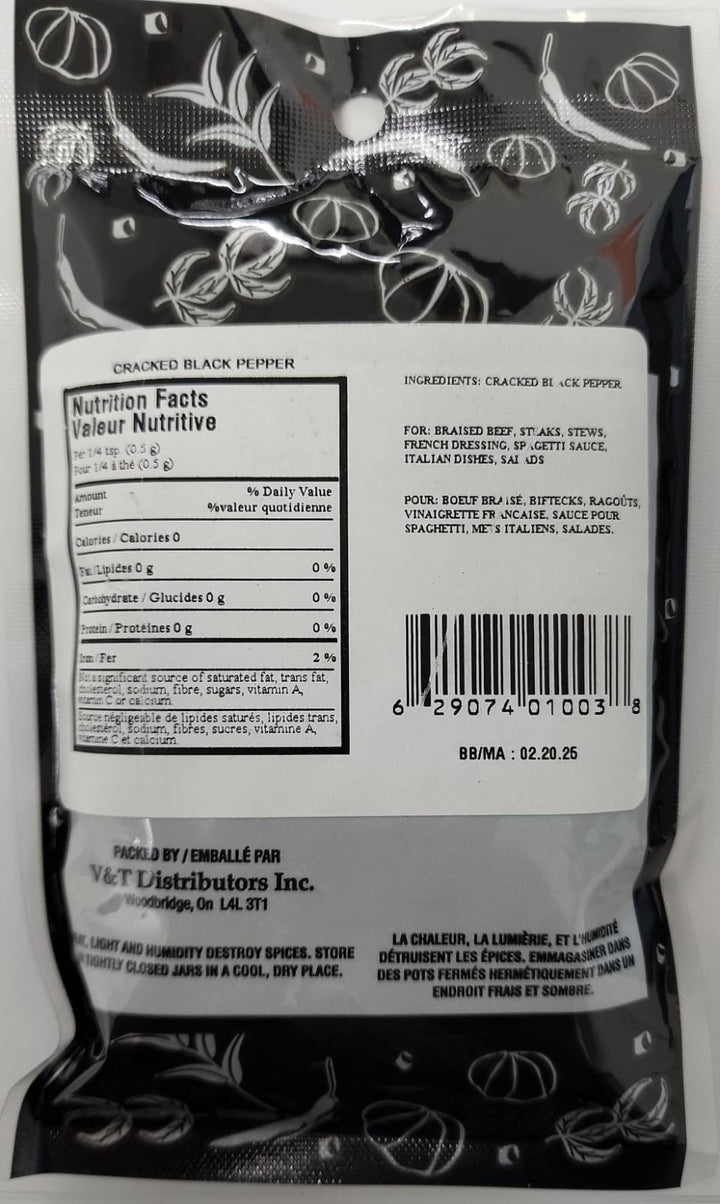 CRACKED BLACK PEPPER
Nutrition Facts
Valeur Nutritive
Per 1/4 tsp. (0.5 g)
Pour 1/4 à thé (0.5 g)
Amount % Daily Value
Teneur %valeur quotidienne
Calories / Calories 0
Fat / Lipides 0 g 0 %
Carbohydrate / Glucides 0 g 0 %
Protein / Protéines 0 g 0 %
Iron / Fer 2 %
Not a significant source of saturated fat, trans fat,
cholesterol, sodium, fibre, sugars, vitamin A,
vitamin C or calcium
Source négligeable de lipides saturés, lipides trans,
cholestérol, sodium, fibres, sucres, vitamine A,
vitamine C et calcium
INGREDIENTS: CRACKED BLACK PEPPER
FOR: BRAISED BEEF, STEAKS, STEWS,
FRENCH DRESSING, SPAGETTI SAUCE,
ITALIAN DISHES, SALADS
POUR: BOEUF BRAISÉ, BIFTECKS, RAGOÛTS,
VINAIGRETTE FRANCAISE, SAUCE POUR
SPAGHETTI, METS ITALIENS, SALADES.
6 29074 01003 8
BB/MA : 02.20.26
PACKED BY / EMBALLÉ PAR
V&T Distributors Inc.
Woodbridge, On L4L 3T1
LIGHT AND HUMIDITY DESTROY SPICES. STORE
TIGHTLY CLOSED JARS IN A COOL, DRY PLACE.
LA CHALEUR, LA LUMIÈRIE, ET L'HUMIDITÉ
DÉTRUISENT LES ÉPICES. EMMAGASINER DANS
DES POTS FERMÉS HERMÉTIQUEMENT DANS UN
ENDROIT FRAIS ET SOMBRE.